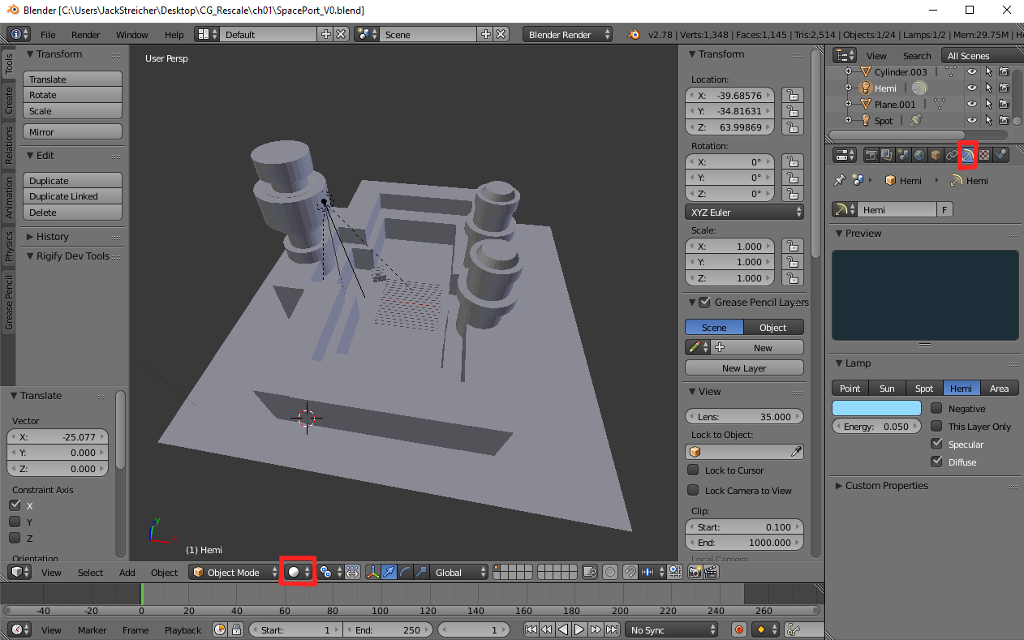 Blender [C:\Users\JackStreicher\Desktop\CG_Rescale\ch01\SpacePort_V0.blend]
File Render Window Help Default Scene Blender Render v2.78 | Verts:1,348 | Faces:1,145 | Tris:2,514 | Objects:1/24 | Lamps:1/2 | Mem:29.75M | He
Tools
Create
Relations
Animation
Physics
Grease Pencil
Transform
Translate
Rotate
Scale
Mirror
Edit
Duplicate
Duplicate Linked
Delete
History
Rigify Dev Tools
Translate
Vector
X: -25.077
Y: 0.000
Z: 0.000
Constraint Axis
X
Y
Z
Orientation
User Persp
y
x
(1) Hemi
Transform
Location:
X: -39.68576
Y: -34.81631
Z: 63.99869
Rotation:
X: 0°
Y: 0°
Z: 0°
XYZ Euler
Scale:
X: 1.000
Y: 1.000
Z: 1.000
Grease Pencil Layers
Scene Object
New
New Layer
View
Lens: 35.000
Lock to Object:
Lock to Cursor
Lock Camera to View
Clip:
Start: 0.100
End: 1000.000
Local Camera:
View Search All Scenes
Cylinder.003
Hemi
Plane.001
Spot
Hemi Hemi
Hemi F
Preview
Lamp
Point Sun Spot Hemi Area
Negative
Energy: 0.050 This Layer Only
Specular
Diffuse
Custom Properties
View Select Add Object Object Mode Global
-40 -20 0 20 40 60 80 100 120 140 160 180 200 220 240 260
View Marker Frame Playback Start: 1 End: 250 1 No Sync